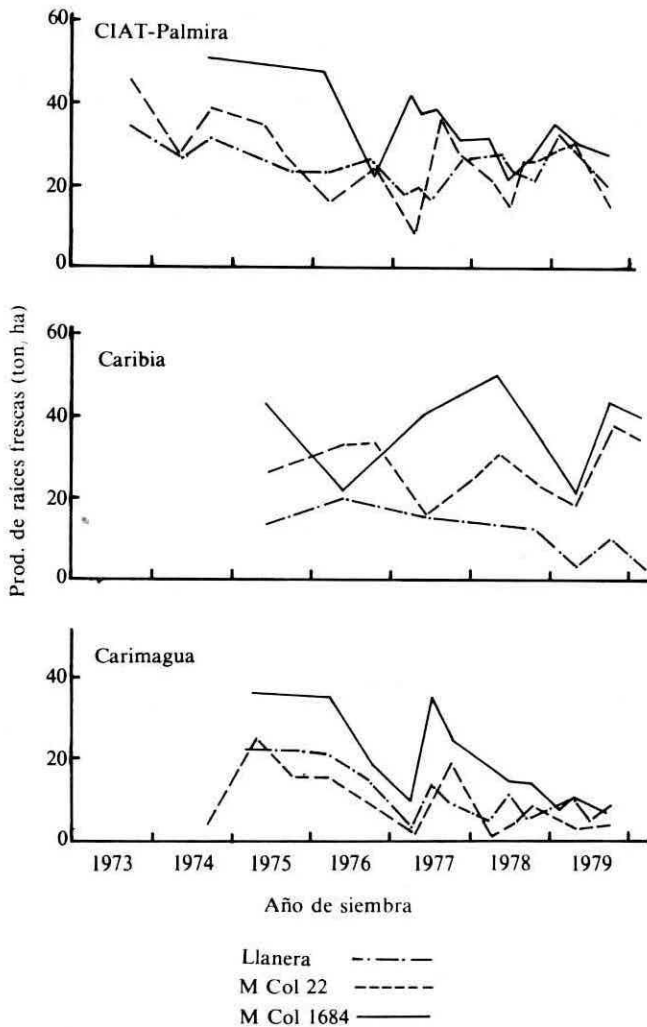 60
CIAT-Palmira
40
20
0
60
Caribia
40
20
0
Prod. de raíces frescas (ton, ha)
Carimagua
40
20
0
1973 1974 1975 1976 1977 1978 1979
Año de siembra
Llanera
M Col 22
M Col 1684